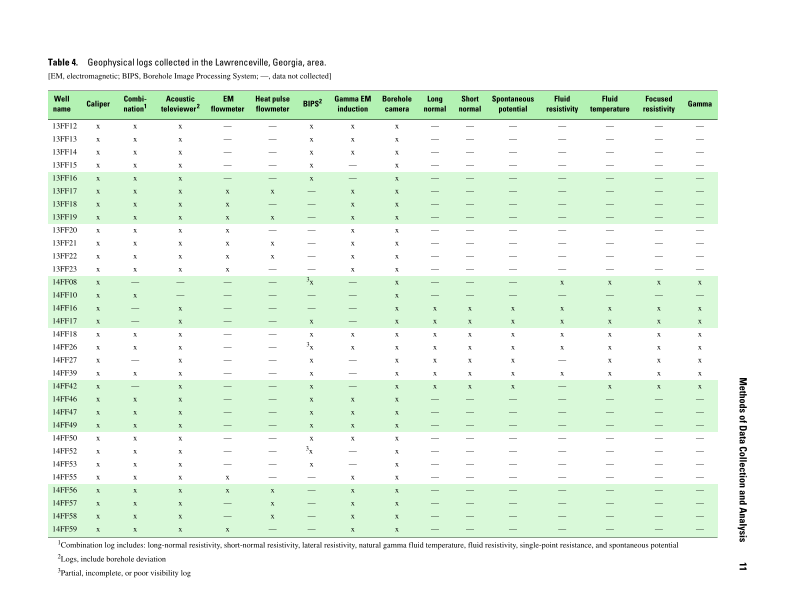 Table 4. Geophysical logs collected in the Lawrenceville, Georgia, area.
[EM, electromagnetic; BIPS, Borehole Image Processing System; —, data not collected]
Well name | Caliper | Combi-nation1 | Acoustic televiewer2 | EM flowmeter | Heat pulse flowmeter | BIPS2 | Gamma EM induction | Borehole camera | Long normal | Short normal | Spontaneous potential | Fluid resistivity | Fluid temperature | Focused resistivity | Gamma
13FF12 x x x — — x x x — — — — — — —
13FF13 x x x — — x x x — — — — — — —
13FF14 x x x — — x x x — — — — — — —
13FF15 x x x — — x — x — — — — — — —
13FF16 x x x — — x — x — — — — — — —
13FF17 x x x x x — x x — — — — — — —
13FF18 x x x x — — x x — — — — — — —
13FF19 x x x x x — x x — — — — — — —
13FF20 x x x x — — x x — — — — — — —
13FF21 x x x x x — x x — — — — — — —
13FF22 x x x x x — x x — — — — — — —
13FF23 x x x x — — x x — — — — — — —
14FF08 x — — — — 3x — x — — — x x x x
14FF10 x x — — — — — x — — — — — — —
14FF16 x — x — — — — x x x x x x x x
14FF17 x — x — — x — x x x x x x x x
14FF18 x x x — — x x x x x x x x x x
14FF26 x x x — — 3x x x x x x x x x x
14FF27 x — x — — x — x x x x — x x x
14FF39 x x x — — x — x x x x x x x x
14FF42 x — x — — x — x x x x — x x x
14FF46 x x x — — x x x — — — — — — —
14FF47 x x x — — x x x — — — — — — —
14FF49 x x x — — x x x — — — — — — —
14FF50 x x x — — x x x — — — — — — —
14FF52 x x x — — 3x — x — — — — — — —
14FF53 x x x — — x — x — — — — — — —
14FF55 x x x x — — x x — — — — — — —
14FF56 x x x x x — x x — — — — — — —
14FF57 x x x — x — x x — — — — — — —
14FF58 x x x — x — x x — — — — — — —
14FF59 x x x x — — x x — — — — — — —
1Combination log includes: long-normal resistivity, short-normal resistivity, lateral resistivity, natural gamma fluid temperature, fluid resistivity, single-point resistance, and spontaneous potential
2Logs, include borehole deviation
3Partial, incomplete, or poor visibility log
Methods of Data Collection and Analysis 11